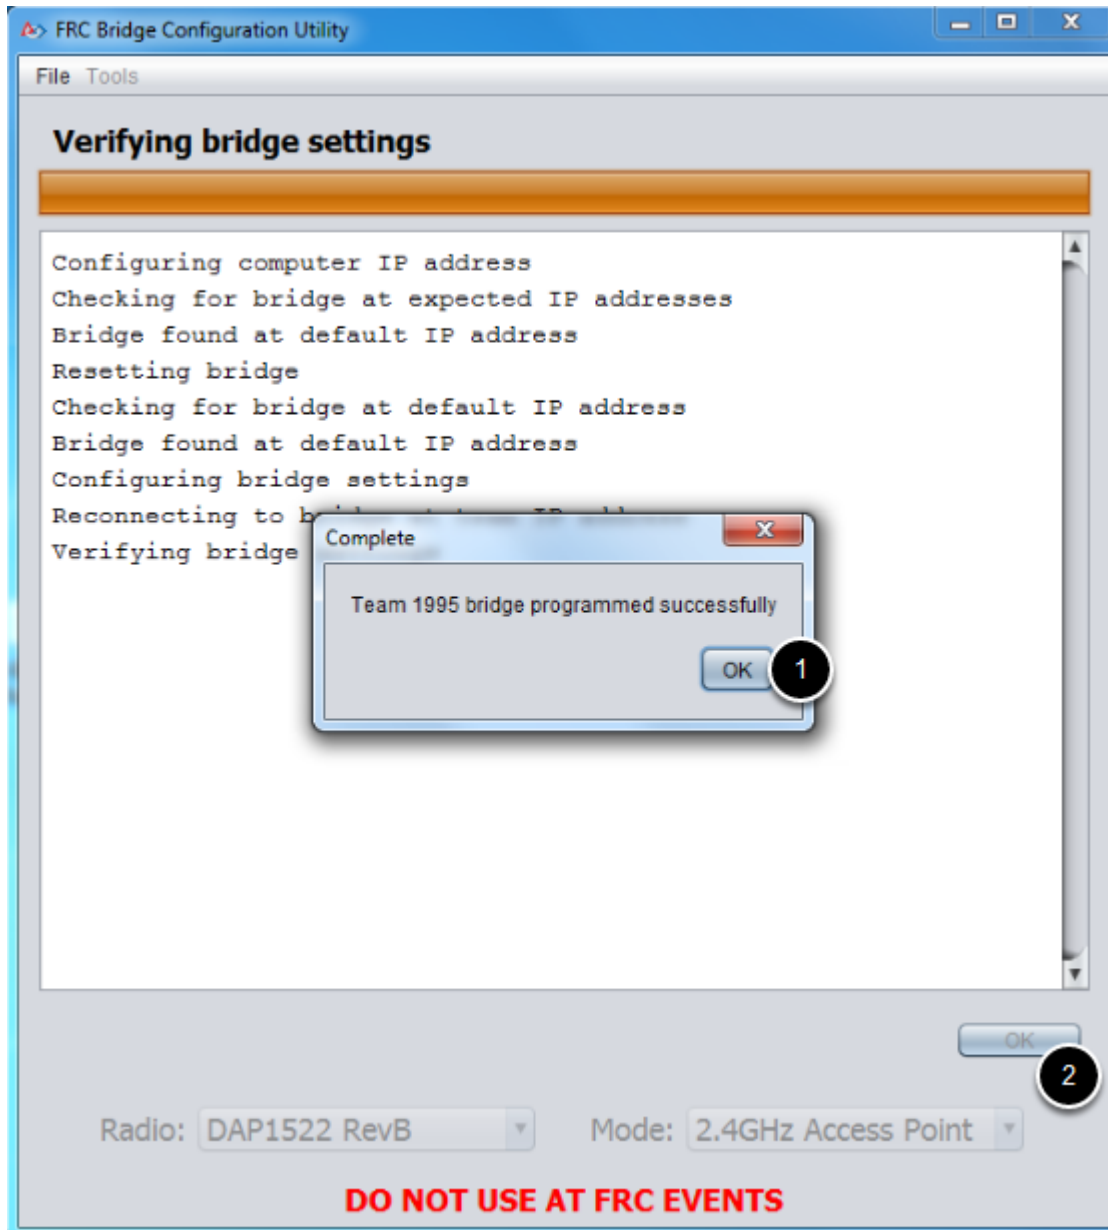 FRC Bridge Configuration Utility
File Tools
Verifying bridge settings
Configuring computer IP address
Checking for bridge at expected IP addresses
Bridge found at default IP address
Resetting bridge
Checking for bridge at default IP address
Bridge found at default IP address
Configuring bridge settings
Reconnecting to
Verifying bridge
Complete
Team 1995 bridge programmed successfully
OK 1
OK
2
Radio: DAP1522 RevB Mode: 2.4GHz Access Point
DO NOT USE AT FRC EVENTS